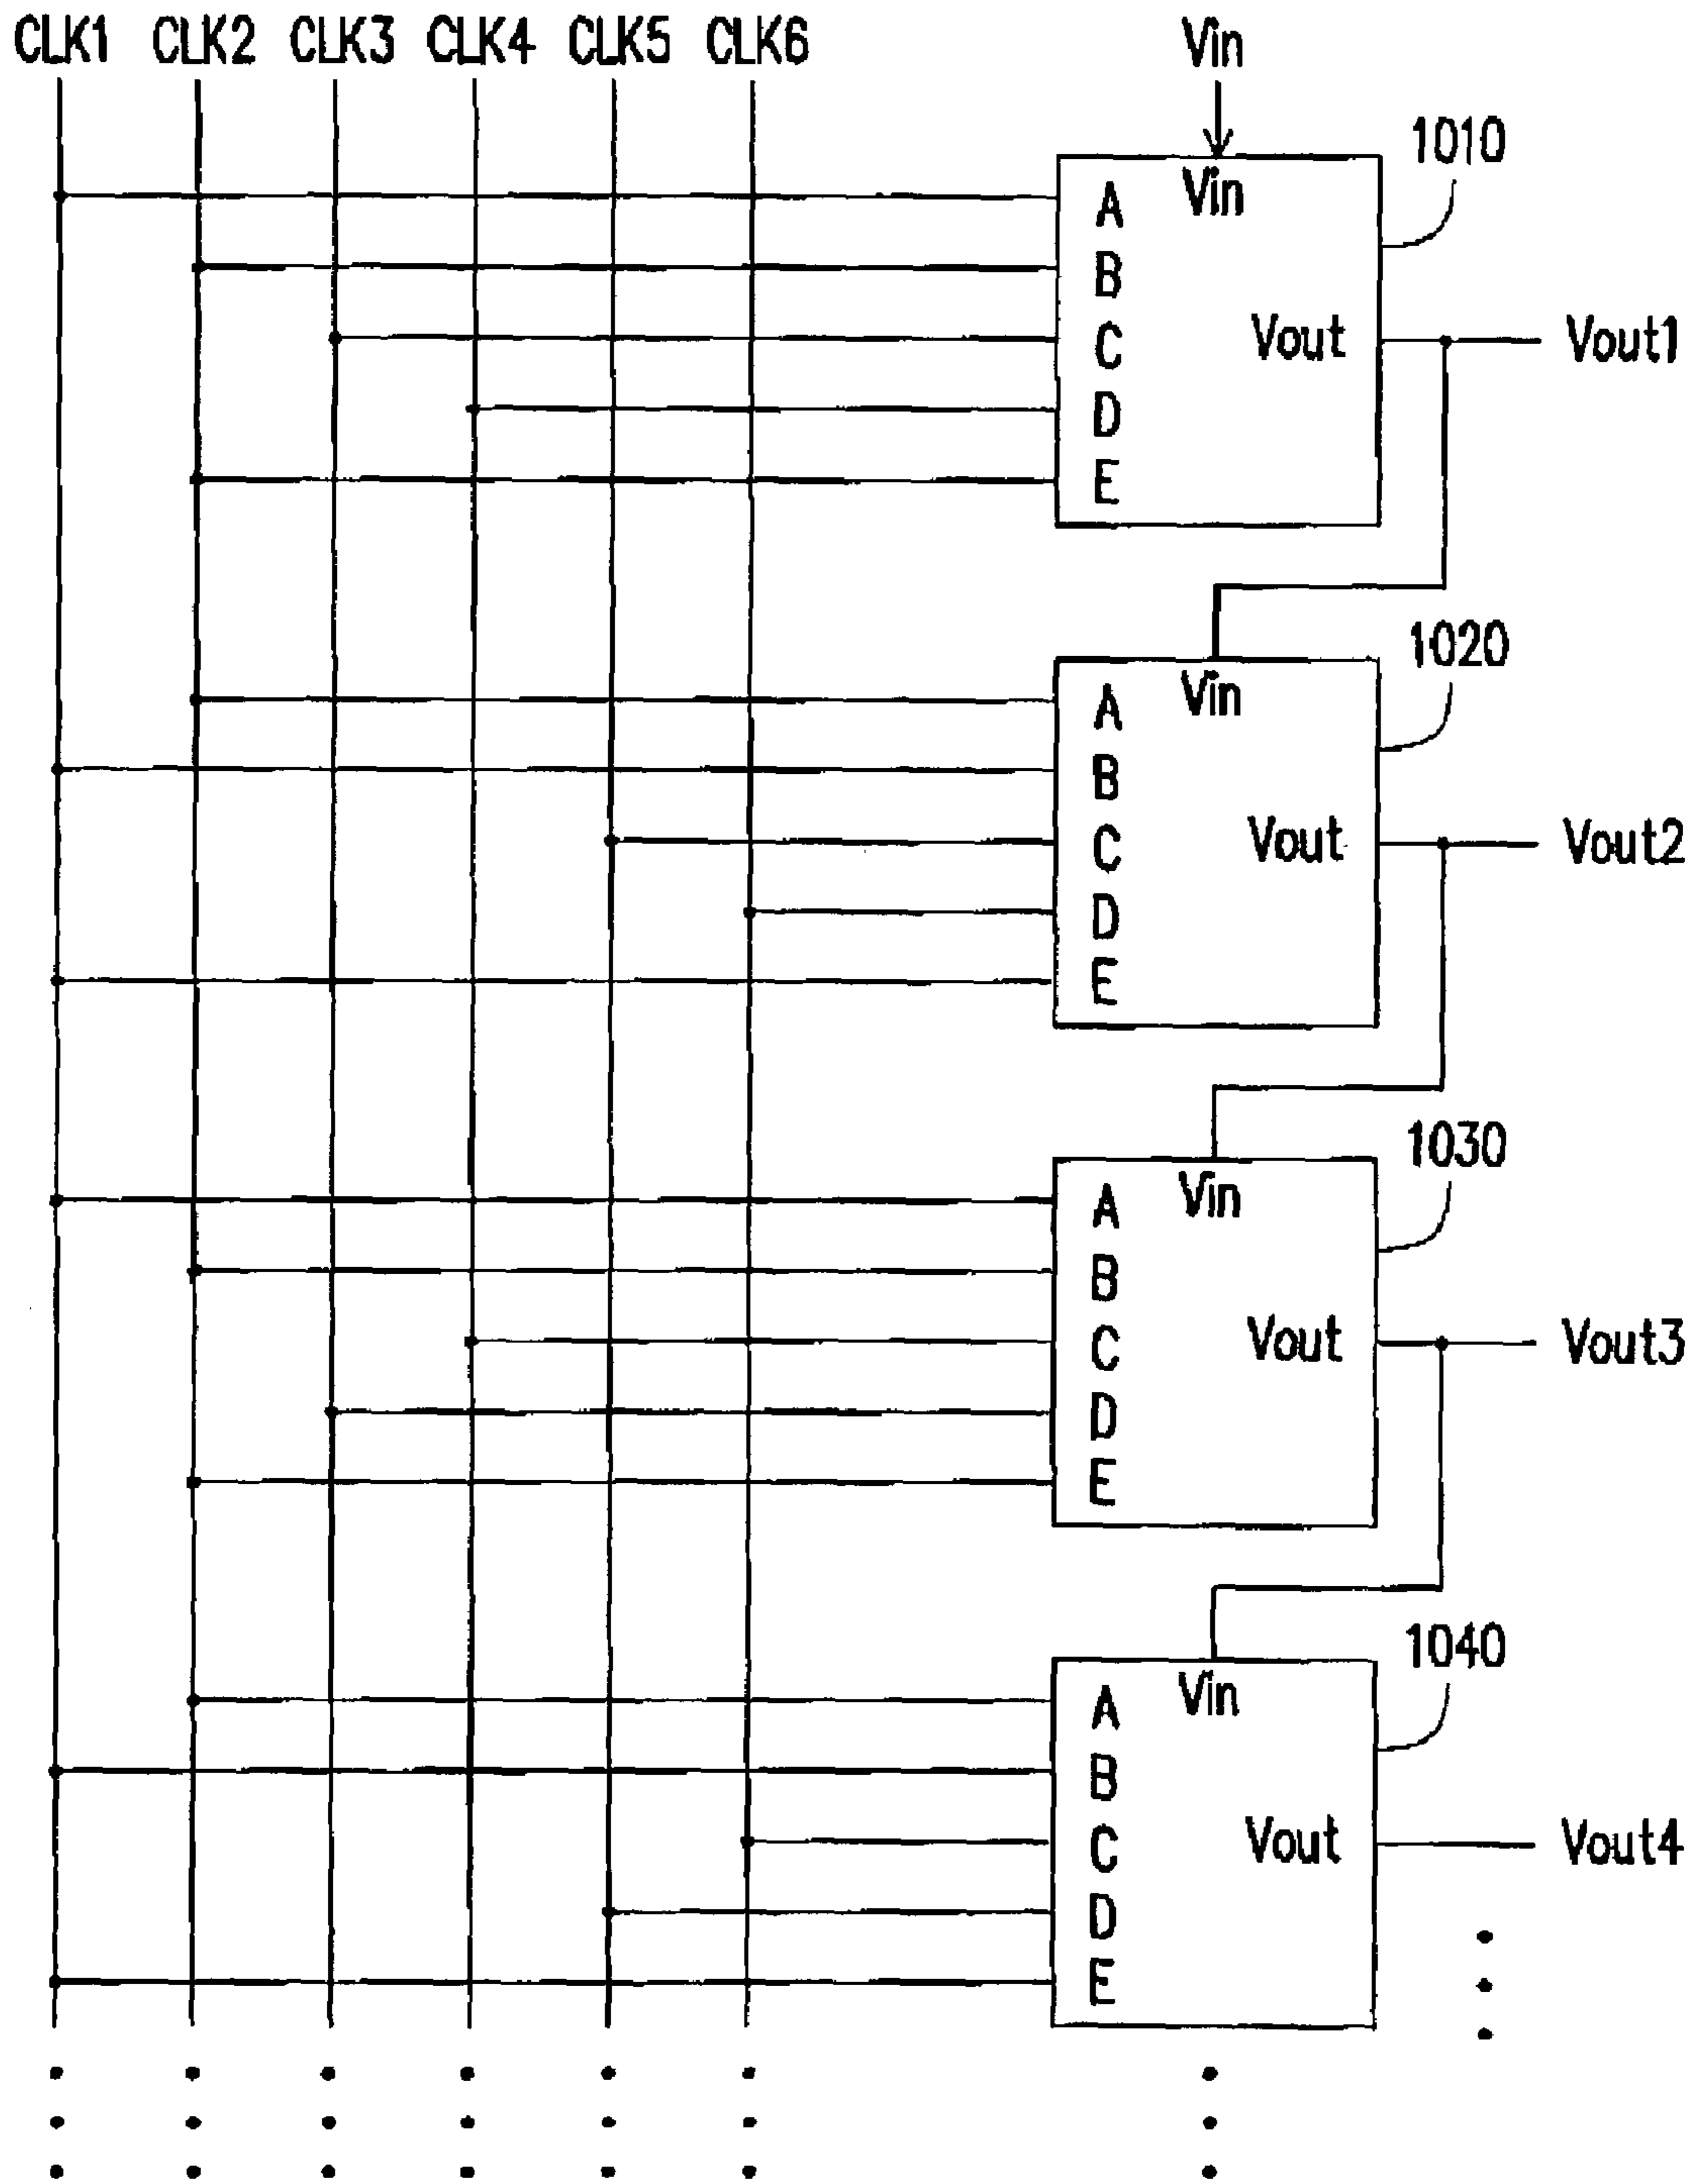 CLK1 CLK2 CLK3 CLK4 CLK5 CLK6 Vin
1010
Vin
A
B
C Vout Vout1
D
E
1020
Vin
A
B
C Vout Vout2
D
E
1030
Vin
A
B
C Vout Vout3
D
E
1040
Vin
A
B
C Vout Vout4
D
E